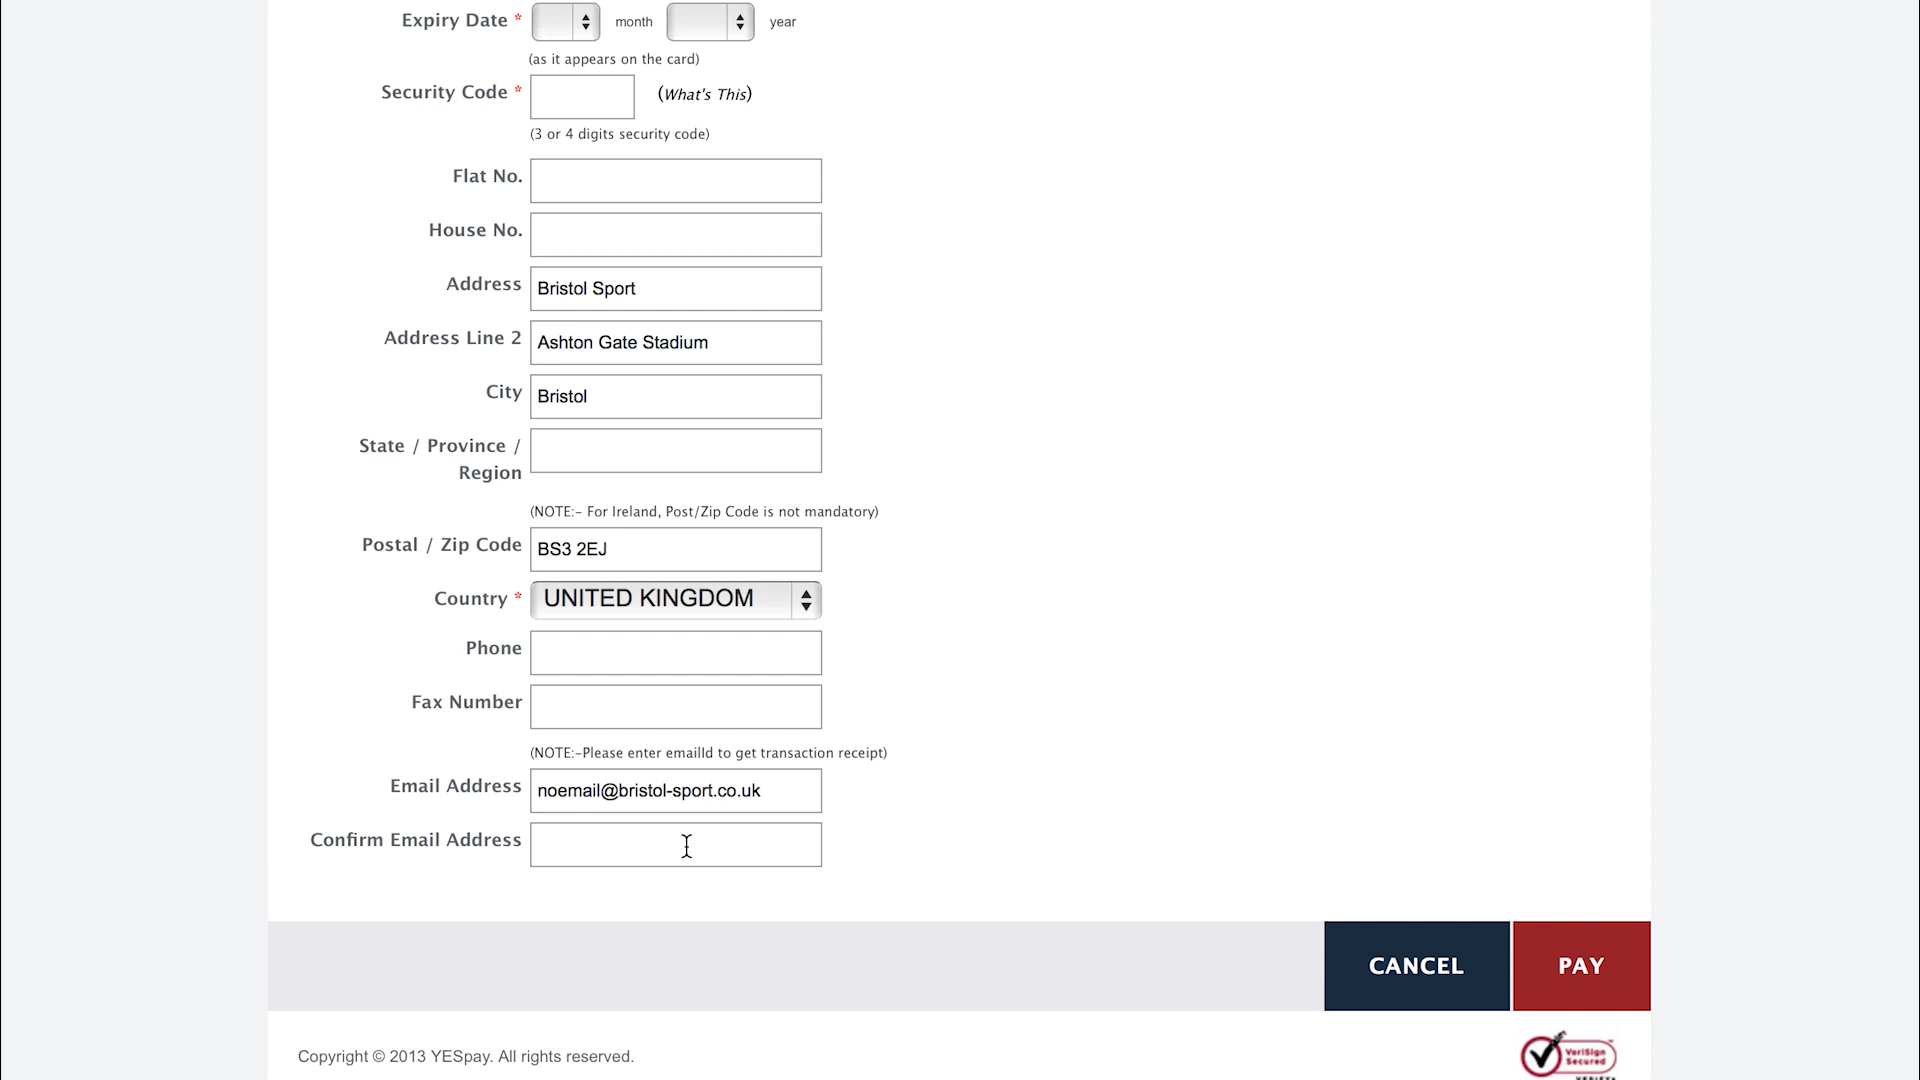 Expiry Date * month year
(as it appears on the card)
Security Code * (What's This)
(3 or 4 digits security code)
Flat No.
House No.
Address Bristol Sport
Address Line 2 Ashton Gate Stadium
City Bristol
State / Province /
Region
(NOTE:- For Ireland, Post/Zip Code is not mandatory)
Postal / Zip Code BS3 2EJ
Country * UNITED KINGDOM
Phone
Fax Number
(NOTE:-Please enter emailId to get transaction receipt)
Email Address noemail@bristol-sport.co.uk
Confirm Email Address
CANCEL PAY
Copyright © 2013 YESpay. All rights reserved.
VeriSign
Secured